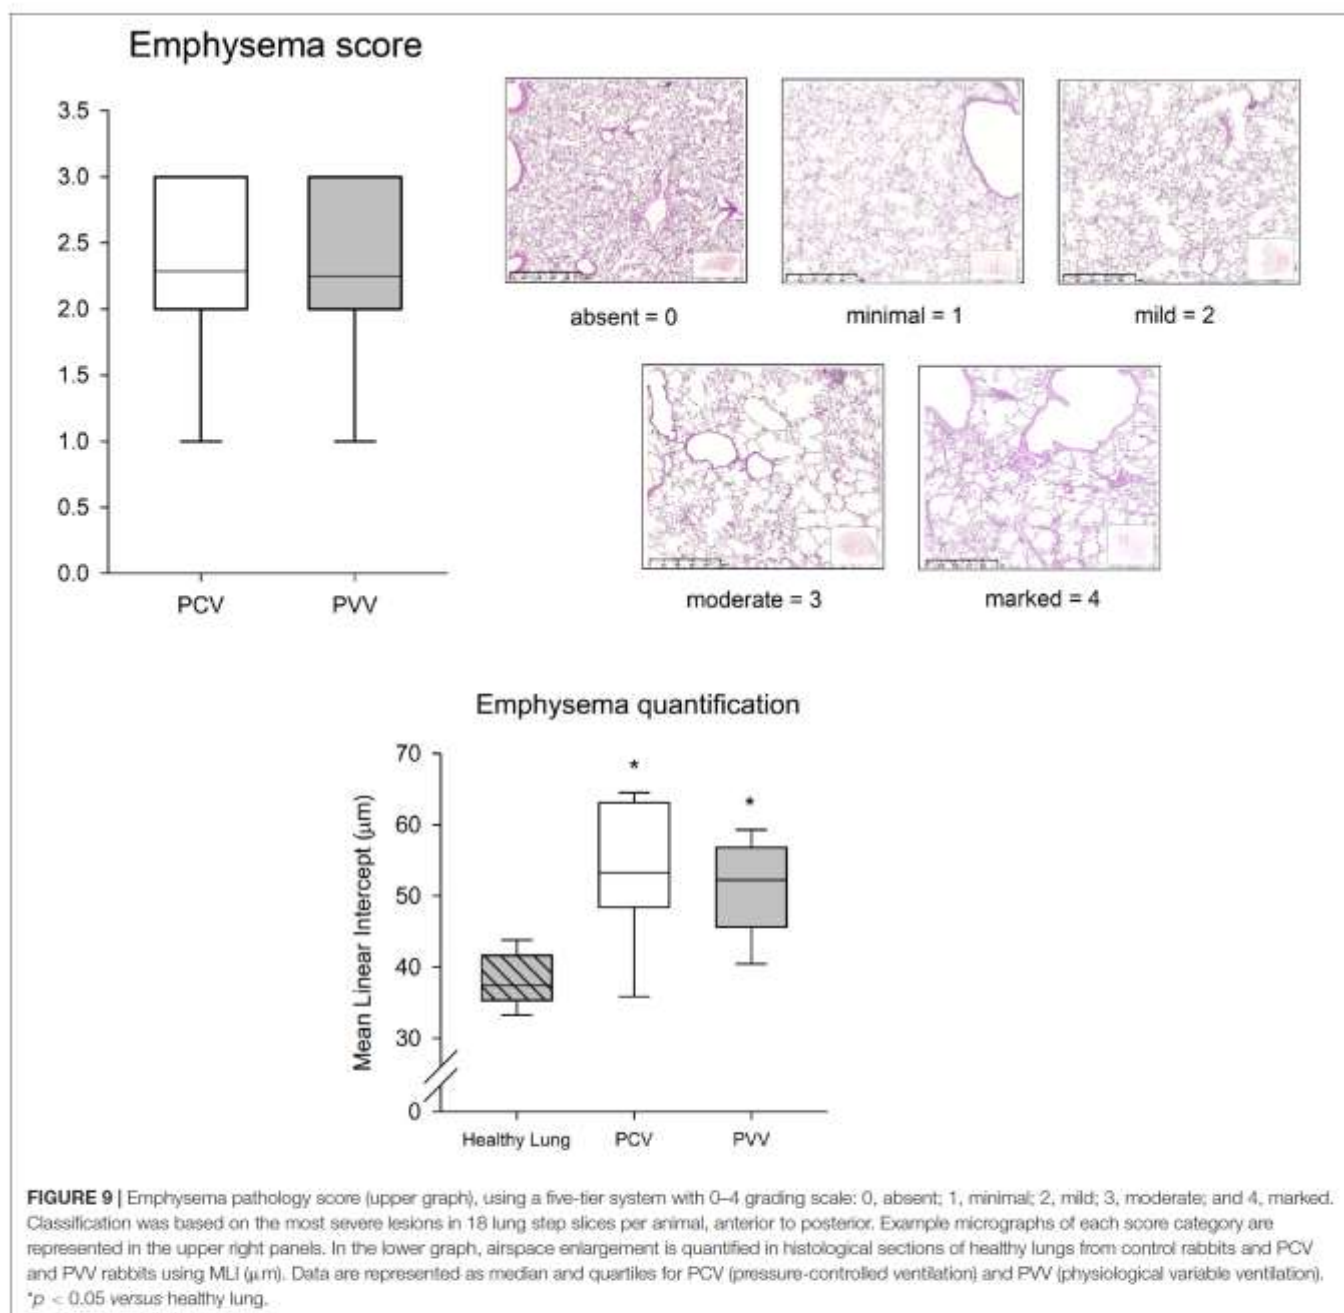 Emphysema score
3.5
3.0
2.5
2.0
1.5
1.0
0.5
0.0
PCV PVV
absent = 0 minimal = 1 mild = 2
moderate = 3 marked = 4
Emphysema quantification
Mean Linear Intercept (μm)
70
60
50
40
30
0
* *
Healthy Lung PCV PVV
FIGURE 9 | Emphysema pathology score (upper graph), using a five-tier system with 0–4 grading scale: 0, absent; 1, minimal; 2, mild; 3, moderate; and 4, marked.
Classification was based on the most severe lesions in 18 lung step slices per animal, anterior to posterior. Example micrographs of each score category are
represented in the upper right panels. In the lower graph, airspace enlargement is quantified in histological sections of healthy lungs from control rabbits and PCV
and PVV rabbits using MLI (μm). Data are represented as median and quartiles for PCV (pressure-controlled ventilation) and PVV (physiological variable ventilation).
*p < 0.05 versus healthy lung.